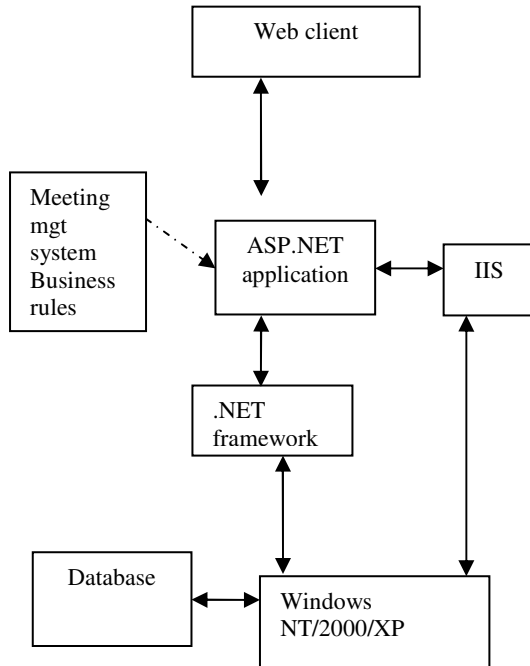 Web client
Meeting
mgt
system
Business
rules
ASP.NET
application
IIS
.NET
framework
Database
Windows
NT/2000/XP